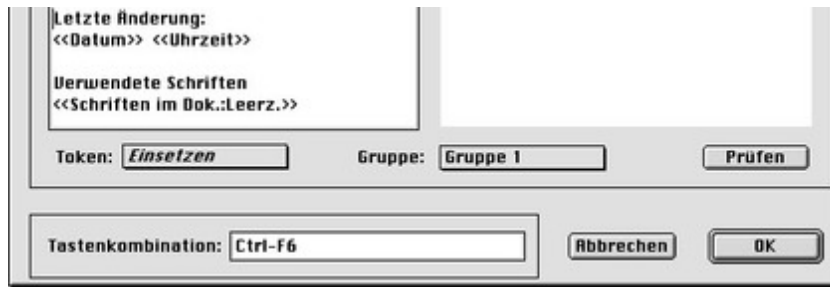 Letzte Änderung:
<<Datum>> <<Uhrzeit>>
Verwendete Schriften
<<Schriften im Dok.:Leerz.>>
Token: Einsetzen Gruppe: Gruppe 1 Prüfen
Tastenkombination: Ctrl-F6 Abbrechen OK